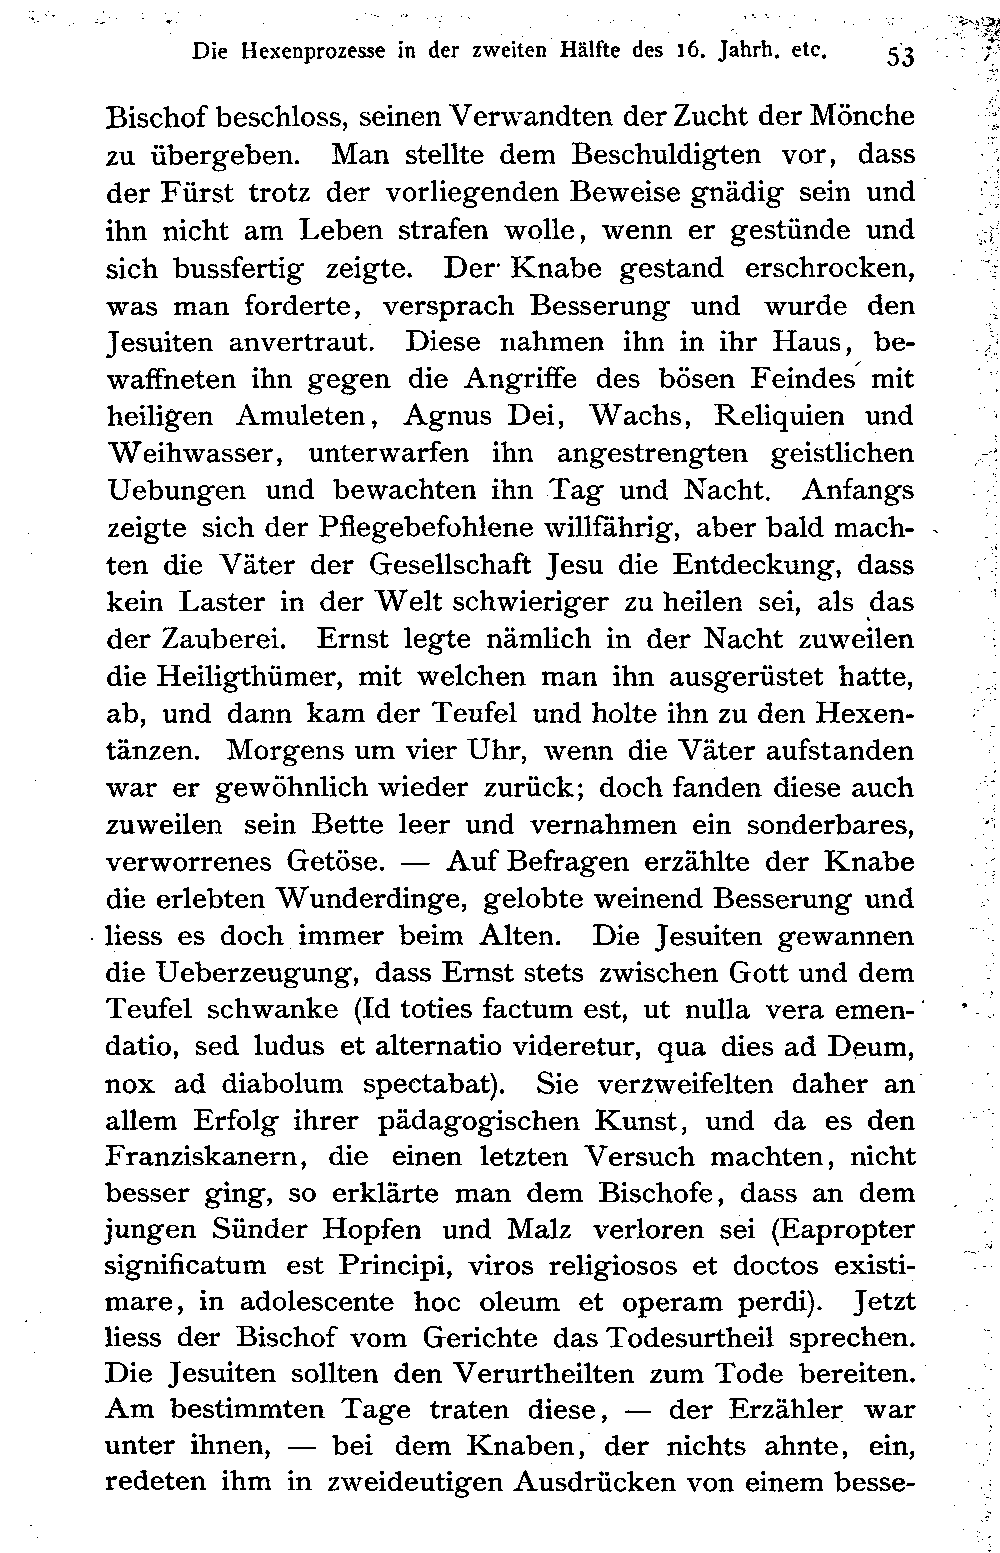 Die Hexenprozesse in der zweiten Hälfte des 16. Jahrh. etc. 53
Bischof beschloss, seinen Verwandten der Zucht der Mönche
zu übergeben. Man stellte dem Beschuldigten vor, dass
der Fürst trotz der vorliegenden Beweise gnädig sein und
ihn nicht am Leben strafen wolle, wenn er gestünde und
sich bussfertig zeigte. Der Knabe gestand erschrocken,
was man forderte, versprach Besserung und wurde den
Jesuiten anvertraut. Diese nahmen ihn in ihr Haus, be-
waffneten ihn gegen die Angriffe des bösen Feindes mit
heiligen Amuleten, Agnus Dei, Wachs, Reliquien und
Weihwasser, unterwarfen ihn angestrengten geistlichen
Uebungen und bewachten ihn Tag und Nacht. Anfangs
zeigte sich der Pflegebefohlene willfährig, aber bald mach-
ten die Väter der Gesellschaft Jesu die Entdeckung, dass
kein Laster in der Welt schwieriger zu heilen sei, als das
der Zauberei. Ernst legte nämlich in der Nacht zuweilen
die Heiligthümer, mit welchen man ihn ausgerüstet hatte,
ab, und dann kam der Teufel und holte ihn zu den Hexen-
tänzen. Morgens um vier Uhr, wenn die Väter aufstanden
war er gewöhnlich wieder zurück; doch fanden diese auch
zuweilen sein Bette leer und vernahmen ein sonderbares,
verworrenes Getöse. — Auf Befragen erzählte der Knabe
die erlebten Wunderdinge, gelobte weinend Besserung und
liess es doch immer beim Alten. Die Jesuiten gewannen
die Ueberzeugung, dass Ernst stets zwischen Gott und dem
Teufel schwanke (Id toties factum est, ut nulla vera emen-
datio, sed ludus et alternatio videretur, qua dies ad Deum,
nox ad diabolum spectabat). Sie verzweifelten daher an
allem Erfolg ihrer pädagogischen Kunst, und da es den
Franziskanern, die einen letzten Versuch machten, nicht
besser ging, so erklärte man dem Bischofe, dass an dem
jungen Sünder Hopfen und Malz verloren sei (Eapropter
significatum est Principi, viros religiosos et doctos existi-
mare, in adolescente hoc oleum et operam perdi). Jetzt
liess der Bischof vom Gerichte das Todesurtheil sprechen.
Die Jesuiten sollten den Verurtheilten zum Tode bereiten.
Am bestimmten Tage traten diese, — der Erzähler war
unter ihnen, — bei dem Knaben, der nichts ahnte, ein,
redeten ihm in zweideutigen Ausdrücken von einem besse-